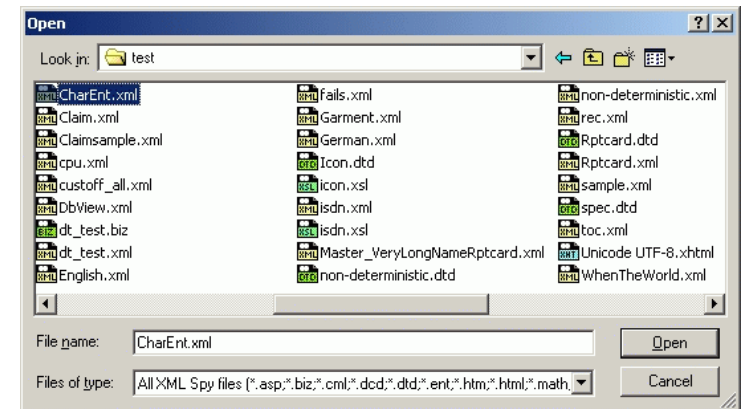 Open
Look in: test
CharEnt.xml
Claim.xml
Claimsample.xml
cpu.xml
custoff_all.xml
DbView.xml
dt_test.biz
dt_test.xml
English.xml
fails.xml
Garment.xml
German.xml
Icon.dtd
icon.xsl
isdn.xml
isdn.xsl
Master_VeryLongNameRptcard.xml
non-deterministic.dtd
non-deterministic.xml
rec.xml
Rptcard.dtd
Rptcard.xml
sample.xml
spec.dtd
toc.xml
Unicode UTF-8.xhtml
WhenTheWorld.xml
File name: CharEnt.xml
Open
Files of type: All XML Spy files (*.asp;*.biz;*.cml;*.dcd;*.dtd;*.ent;*.htm;*.html;*.math,
Cancel